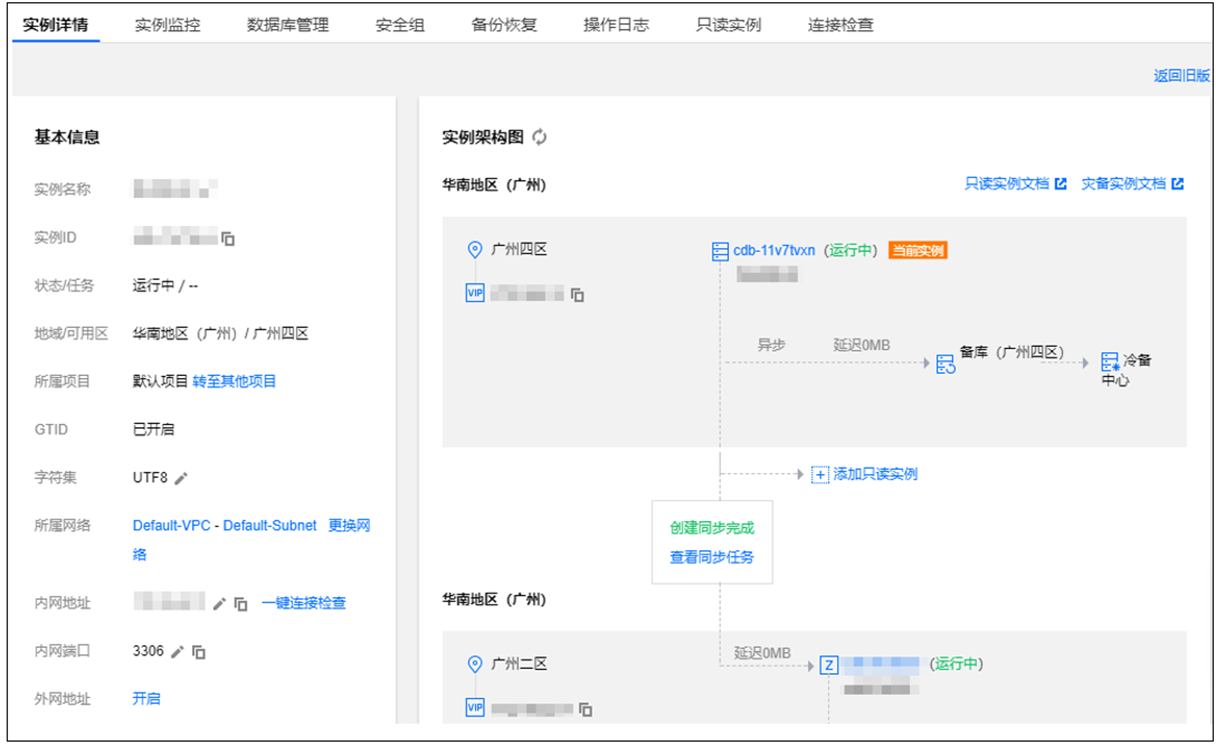 实例详情 实例监控 数据库管理 安全组 备份恢复 操作日志 只读实例 连接检查
返回旧版
基本信息
实例名称
实例ID
状态/任务 运行中 / --
地域/可用区 华南地区（广州）/ 广州四区
所属项目 默认项目 转至其他项目
GTID 已开启
字符集 UTF8
所属网络 Default-VPC - Default-Subnet 更换网
络
内网地址 一键连接检查
内网端口 3306
外网地址 开启
实例架构图
华南地区（广州） 只读实例文档 灾备实例文档
广州四区 cdb-11v7tvxn (运行中) 当前实例
VIP
异步 延迟0MB
备库（广州四区） 冷备
中心
添加只读实例
创建同步完成
查看同步任务
华南地区（广州）
广州二区 延迟0MB Z (运行中)
VIP